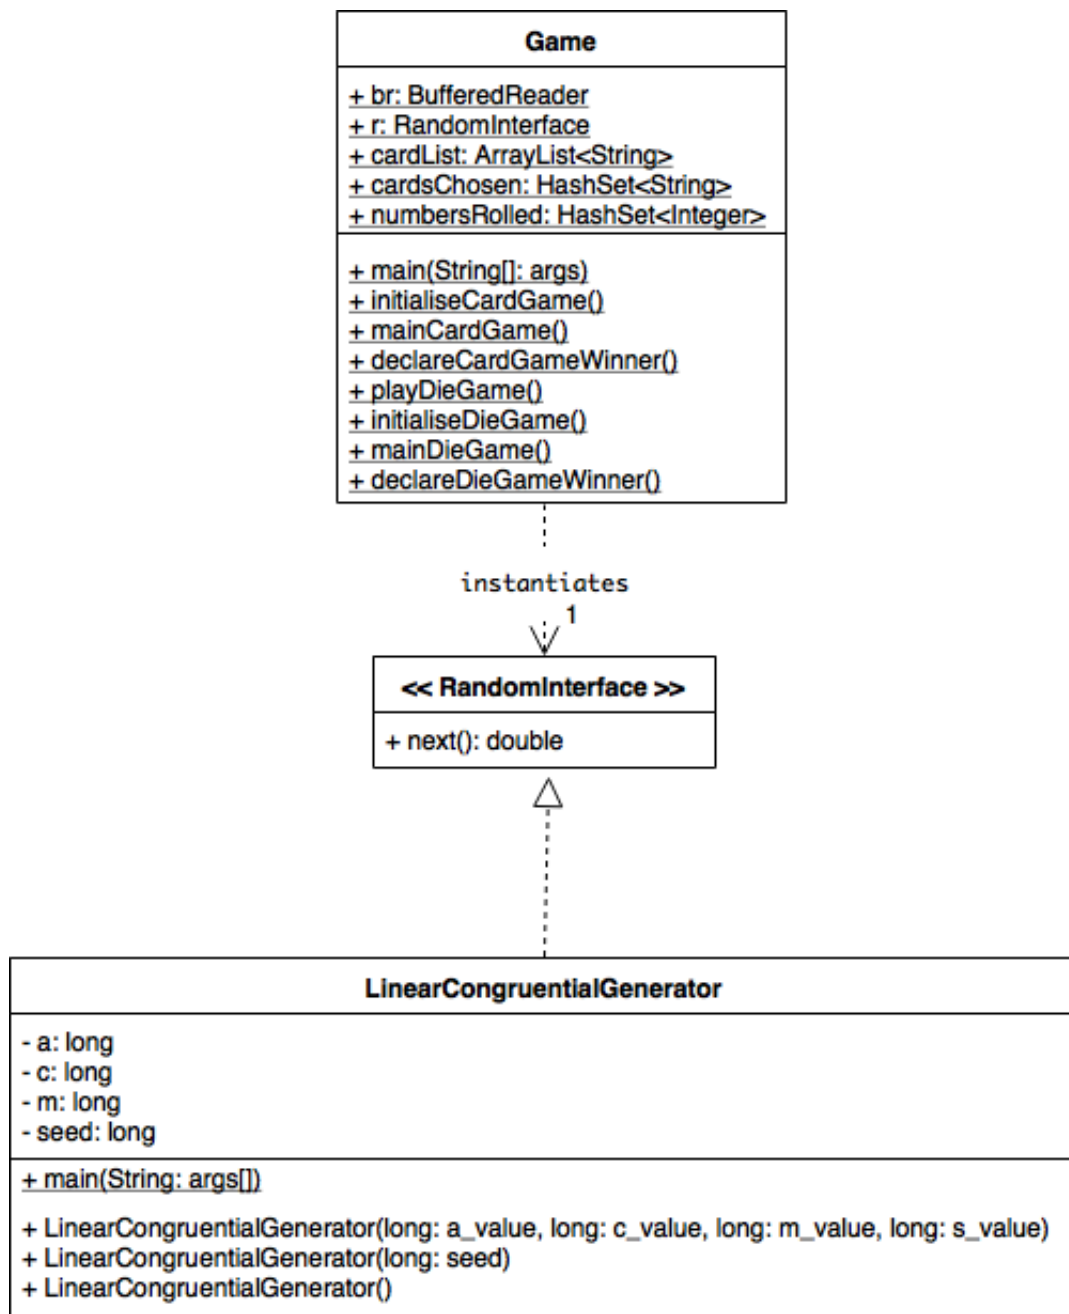 Game
+ br: BufferedReader
+ r: RandomInterface
+ cardList: ArrayList<String>
+ cardsChosen: HashSet<String>
+ numbersRolled: HashSet<Integer>
+ main(String[]: args)
+ initialiseCardGame()
+ mainCardGame()
+ declareCardGameWinner()
+ playDieGame()
+ initialiseDieGame()
+ mainDieGame()
+ declareDieGameWinner()
instantiates
1
<< RandomInterface >>
+ next(): double
LinearCongruentialGenerator
- a: long
- c: long
- m: long
- seed: long
+ main(String: args[])
+ LinearCongruentialGenerator(long: a_value, long: c_value, long: m_value, long: s_value)
+ LinearCongruentialGenerator(long: seed)
+ LinearCongruentialGenerator()